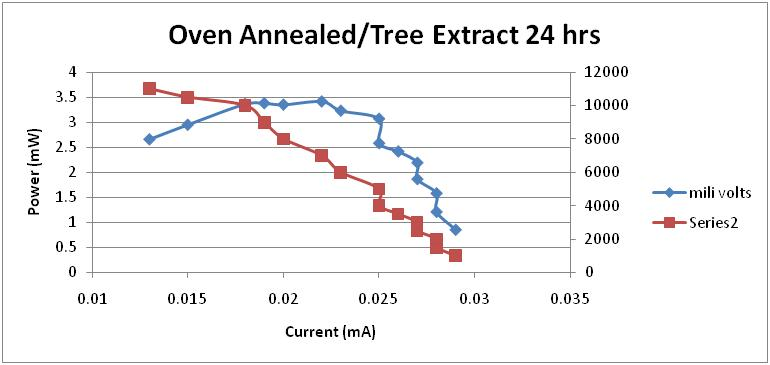 Oven Annealed/Tree Extract 24 hrs
4
3.5
3
2.5
2
1.5
1
0.5
0
Power (mW)
12000
10000
8000
6000
4000
2000
0
0.01 0.015 0.02 0.025 0.03 0.035
Current (mA)
mili volts
Series2